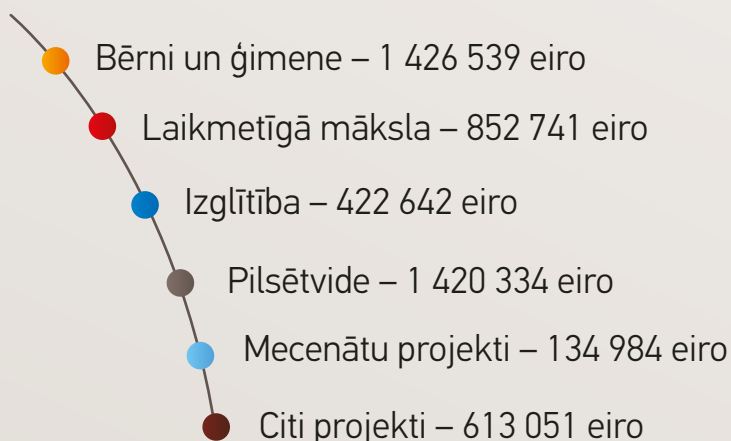 Bērni un ģimene – 1 426 539 eiro
Laikmetīgā māksla – 852 741 eiro
Izglītība – 422 642 eiro
Pilsētvide – 1 420 334 eiro
Mecenātu projekti – 134 984 eiro
Citi projekti – 613 051 eiro